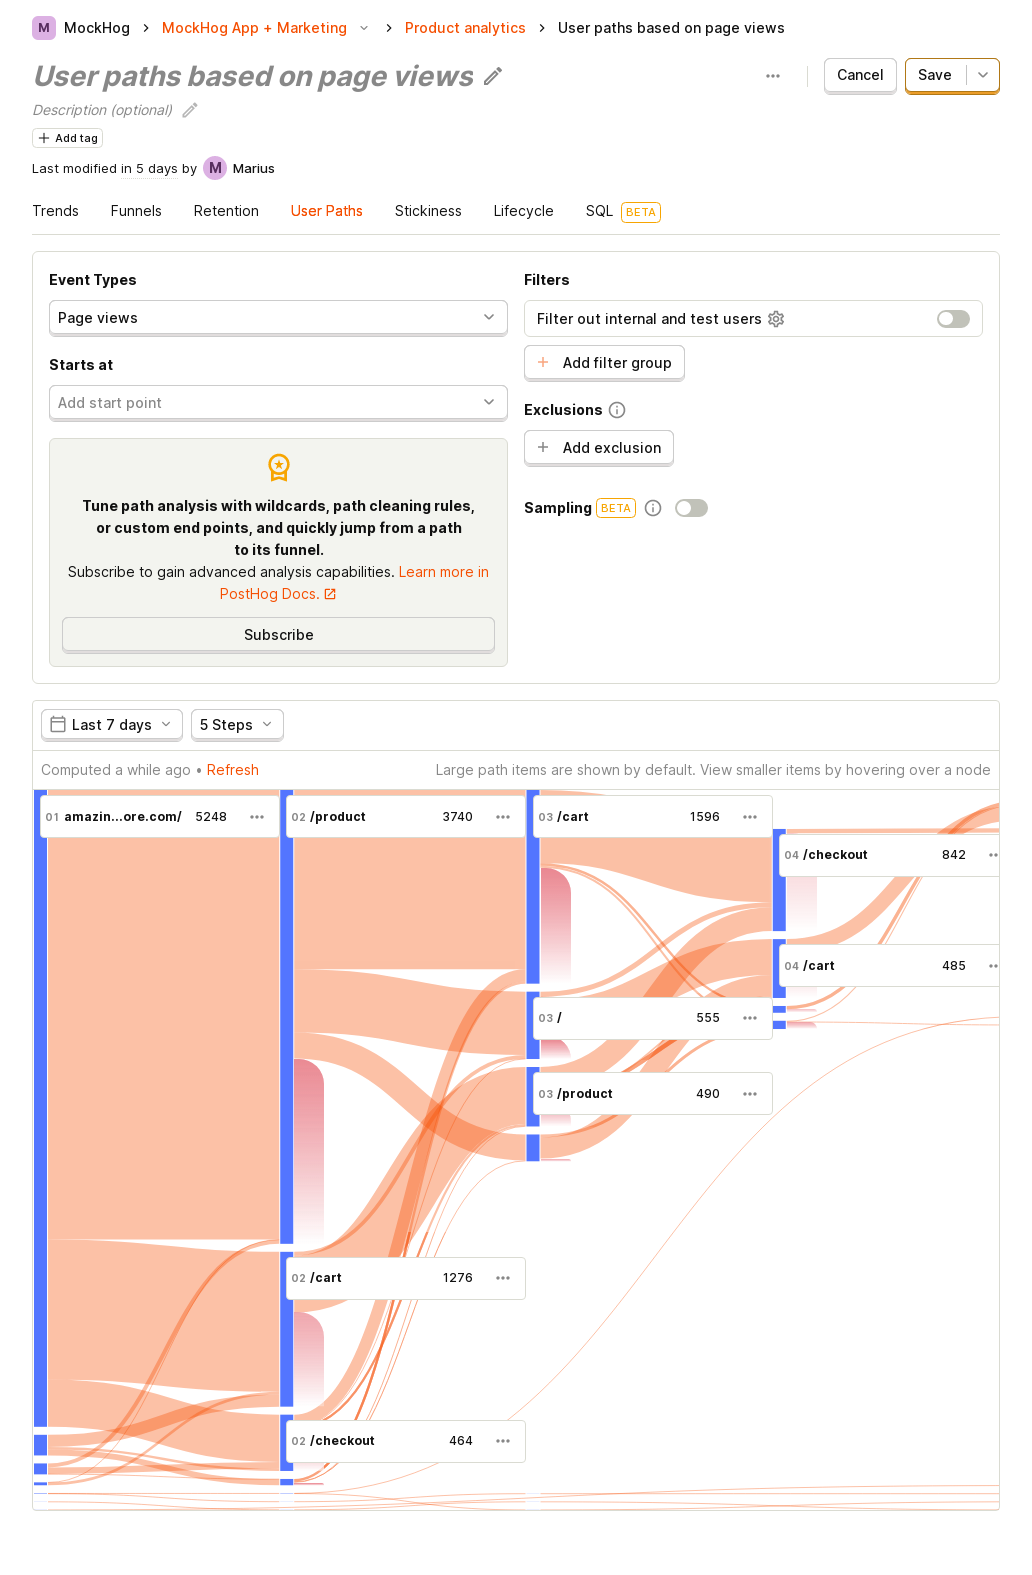 M MockHog > MockHog App + Marketing > Product analytics > User paths based on page views
User paths based on page views
Cancel Save
Description (optional)
Add tag
Last modified in 5 days by M Marius
Trends Funnels Retention User Paths Stickiness Lifecycle SQL BETA
Event Types
Page views
Starts at
Add start point
Tune path analysis with wildcards, path cleaning rules,
or custom end points, and quickly jump from a path
to its funnel.
Subscribe to gain advanced analysis capabilities. Learn more in
PostHog Docs.
Subscribe
Filters
Filter out internal and test users
Add filter group
Exclusions
Add exclusion
Sampling BETA
Last 7 days 5 Steps
Computed a while ago • Refresh
Large path items are shown by default. View smaller items by hovering over a node
01 amazin...ore.com/ 5248
02 /product 3740
03 /cart 1596
04 /checkout 842
04 /cart 485
03 / 555
03 /product 490
02 /cart 1276
02 /checkout 464